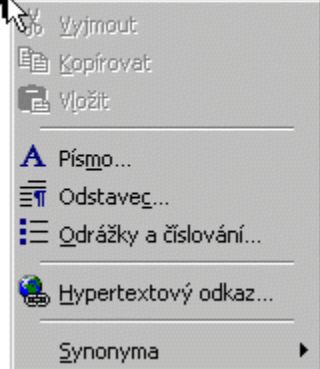 Vyjmout
Kopírovat
Vložit
Písmo...
Odstavec...
Odrážky a číslování...
Hypertextový odkaz...
Synonyma